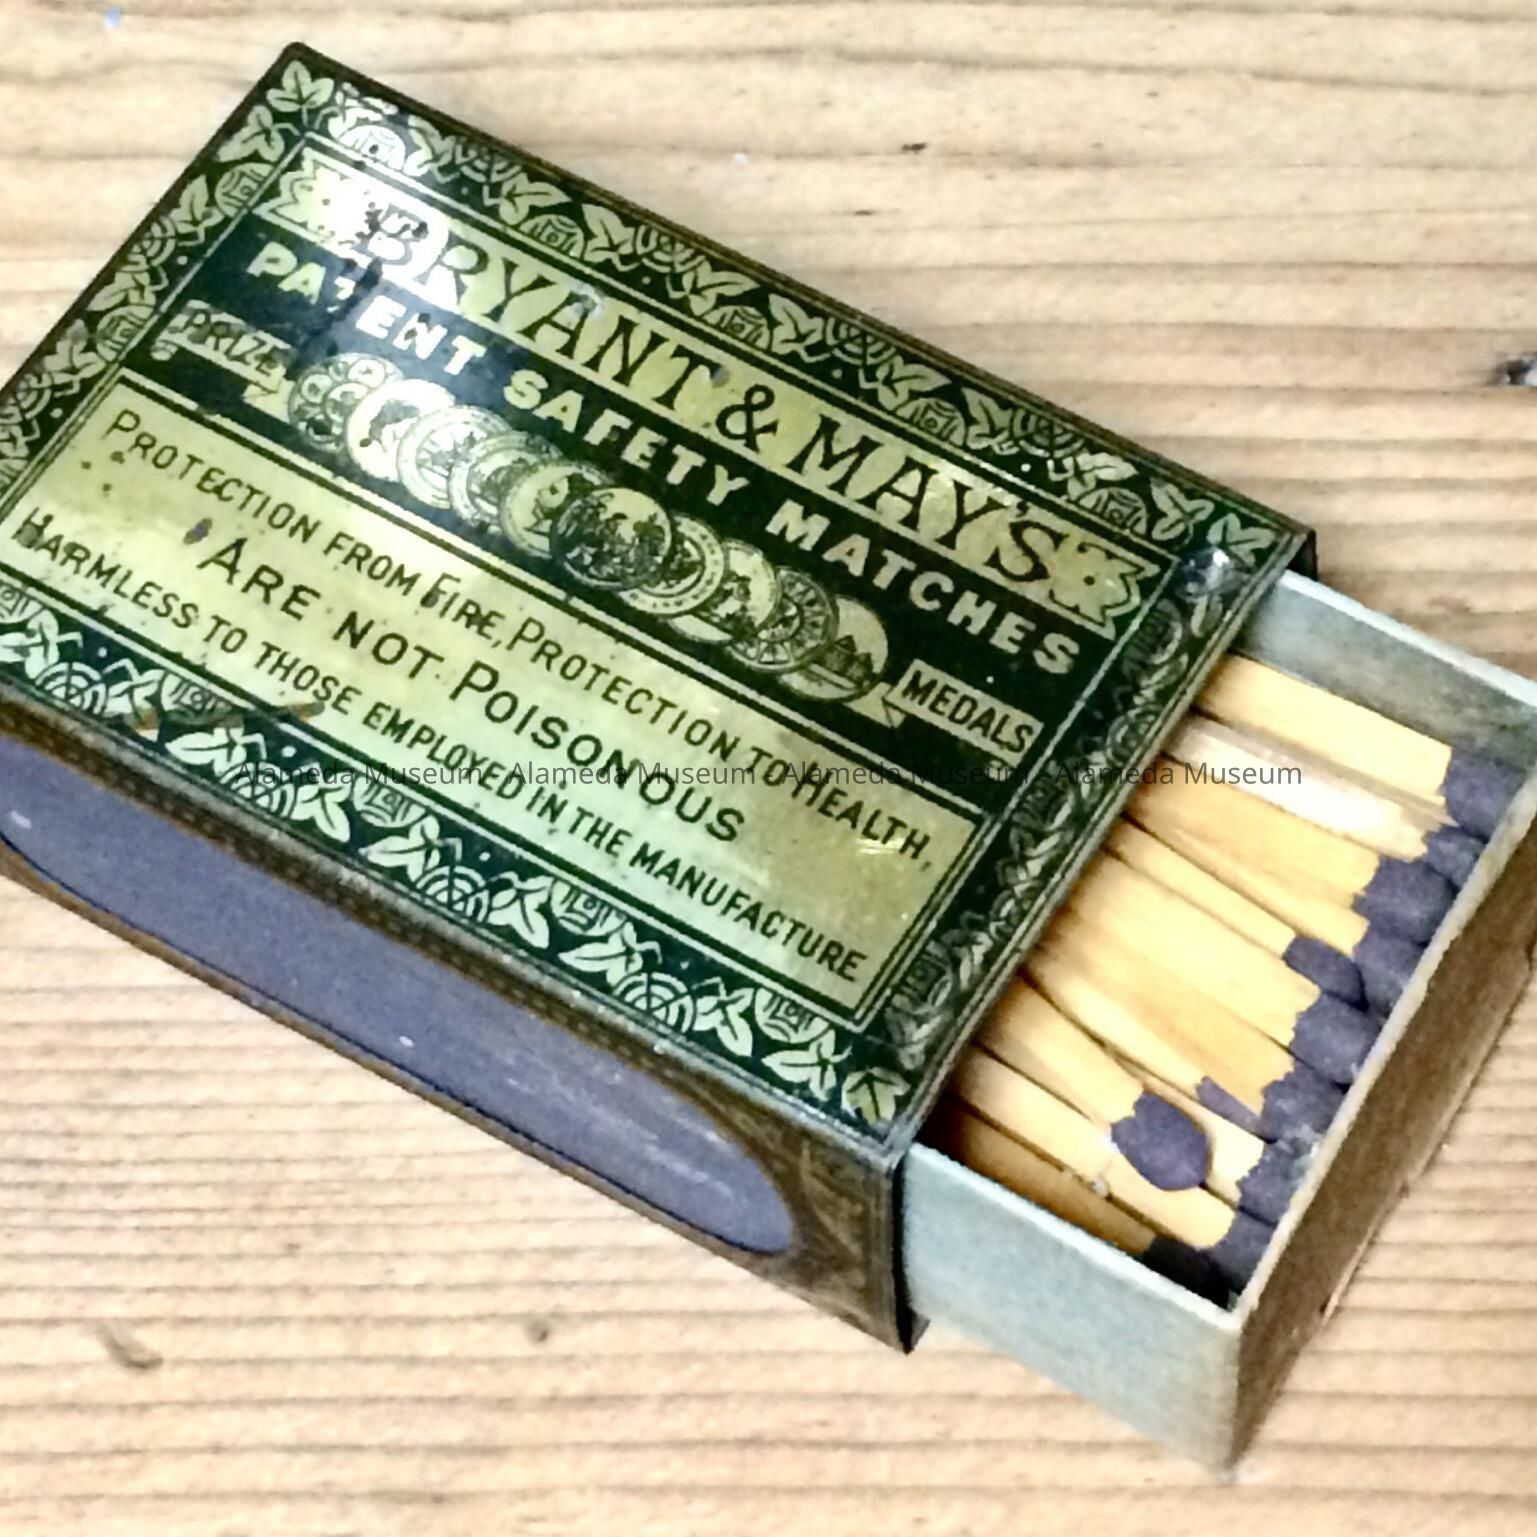 BRYANT & MAY'S
PATENT SAFETY MATCHES
PRIZE
MEDALS
PROTECTION FROM FIRE, PROTECTION TO HEALTH,
ARE NOT POISONOUS
HARMLESS TO THOSE EMPLOYED IN THE MANUFACTURE
Alameda Museum - Alameda Museum - Alameda Museum - Alameda Museum